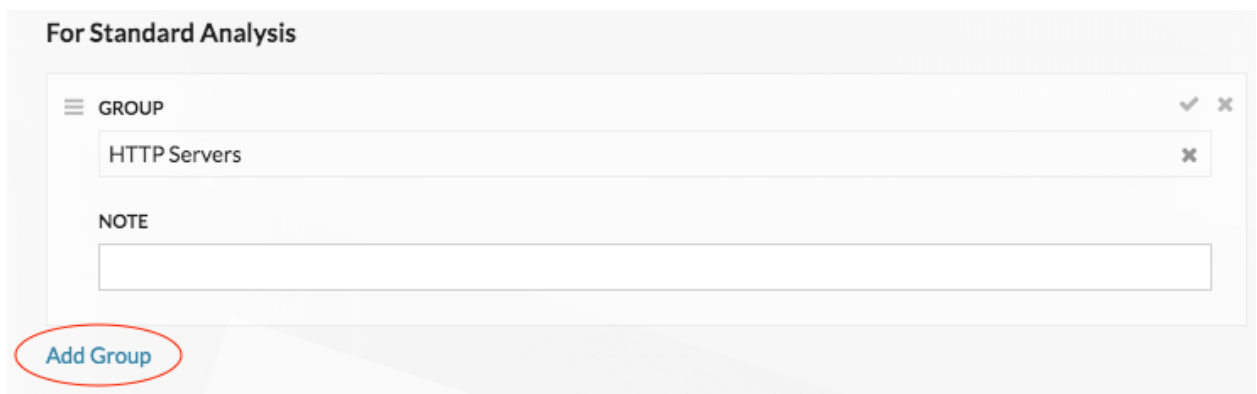 For Standard Analysis
GROUP
HTTP Servers
NOTE
Add Group